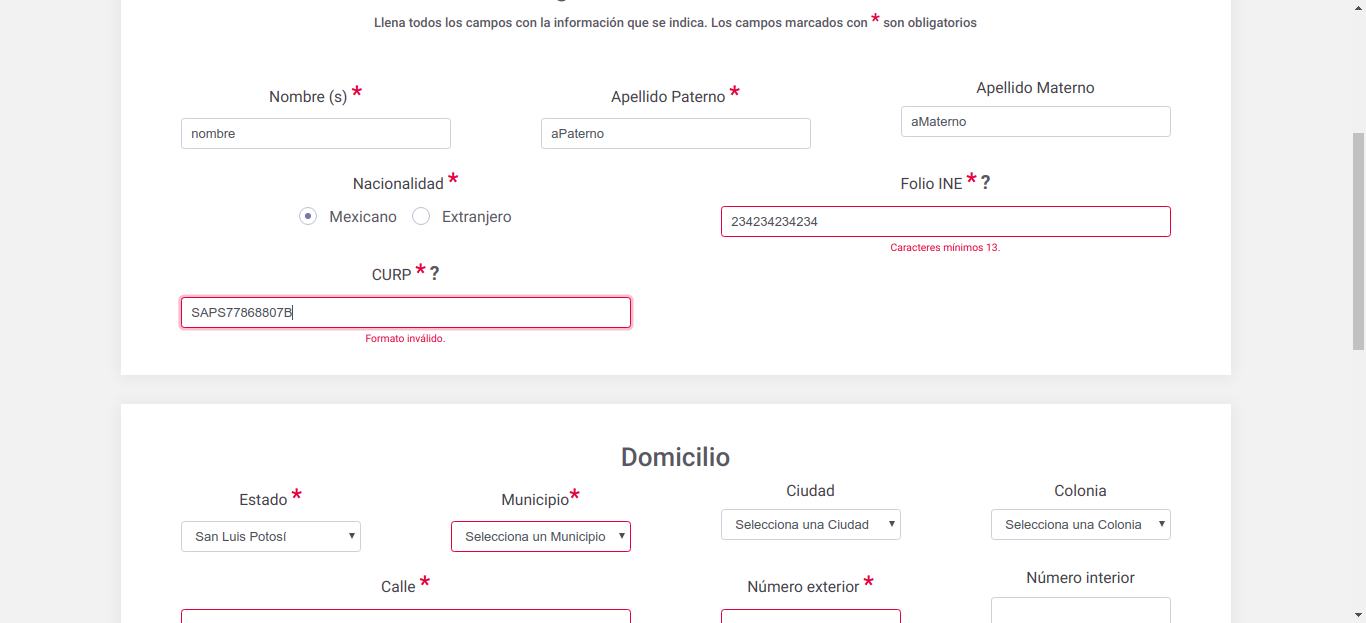 Llena todos los campos con la información que se indica. Los campos marcados con * son obligatorios
Nombre (s) *
Apellido Paterno *
Apellido Materno
nombre
aPaterno
aMaterno
Nacionalidad *
Folio INE * ?
Mexicano
Extranjero
234234234234
Caracteres mínimos 13.
CURP * ?
SAPS77868807B
Formato inválido.
Domicilio
Estado *
Municipio*
Ciudad
Colonia
San Luis Potosí
Selecciona un Municipio
Selecciona una Ciudad
Selecciona una Colonia
Calle *
Número exterior *
Número interior